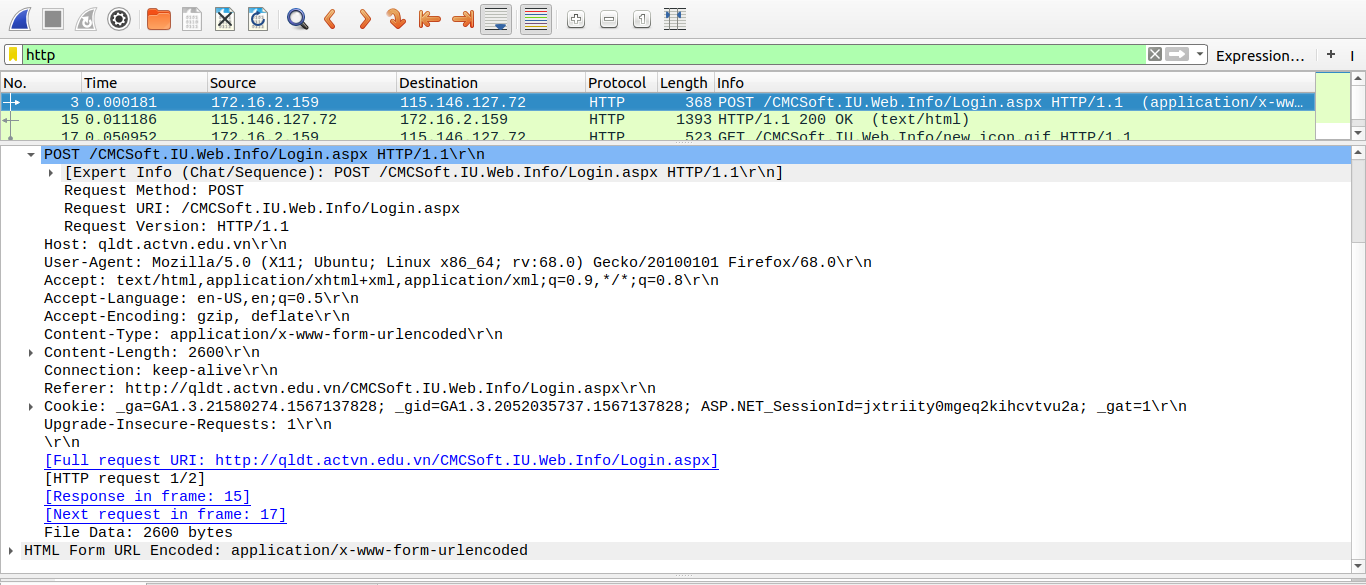 http
Expression…
+
No. Time Source Destination Protocol Length Info
3 0.000181 172.16.2.159 115.146.127.72 HTTP 368 POST /CMCSoft.IU.Web.Info/Login.aspx HTTP/1.1 (application/x-ww…
15 0.011186 115.146.127.72 172.16.2.159 HTTP 1393 HTTP/1.1 200 OK (text/html)
17 0.050952 172.16.2.159 115.146.127.72 HTTP 523 GET /CMCSoft.IU.Web.Info/new_icon.gif HTTP/1.1
POST /CMCSoft.IU.Web.Info/Login.aspx HTTP/1.1\r\n
[Expert Info (Chat/Sequence): POST /CMCSoft.IU.Web.Info/Login.aspx HTTP/1.1\r\n]
Request Method: POST
Request URI: /CMCSoft.IU.Web.Info/Login.aspx
Request Version: HTTP/1.1
Host: qldt.actvn.edu.vn\r\n
User-Agent: Mozilla/5.0 (X11; Ubuntu; Linux x86_64; rv:68.0) Gecko/20100101 Firefox/68.0\r\n
Accept: text/html,application/xhtml+xml,application/xml;q=0.9,*/*;q=0.8\r\n
Accept-Language: en-US,en;q=0.5\r\n
Accept-Encoding: gzip, deflate\r\n
Content-Type: application/x-www-form-urlencoded\r\n
Content-Length: 2600\r\n
Connection: keep-alive\r\n
Referer: http://qldt.actvn.edu.vn/CMCSoft.IU.Web.Info/Login.aspx\r\n
Cookie: _ga=GA1.3.21580274.1567137828; _gid=GA1.3.2052035737.1567137828; ASP.NET_SessionId=jxtriity0mgeq2kihcvtvu2a; _gat=1\r\n
Upgrade-Insecure-Requests: 1\r\n
\r\n
[Full request URI: http://qldt.actvn.edu.vn/CMCSoft.IU.Web.Info/Login.aspx]
[HTTP request 1/2]
[Response in frame: 15]
[Next request in frame: 17]
File Data: 2600 bytes
HTML Form URL Encoded: application/x-www-form-urlencoded